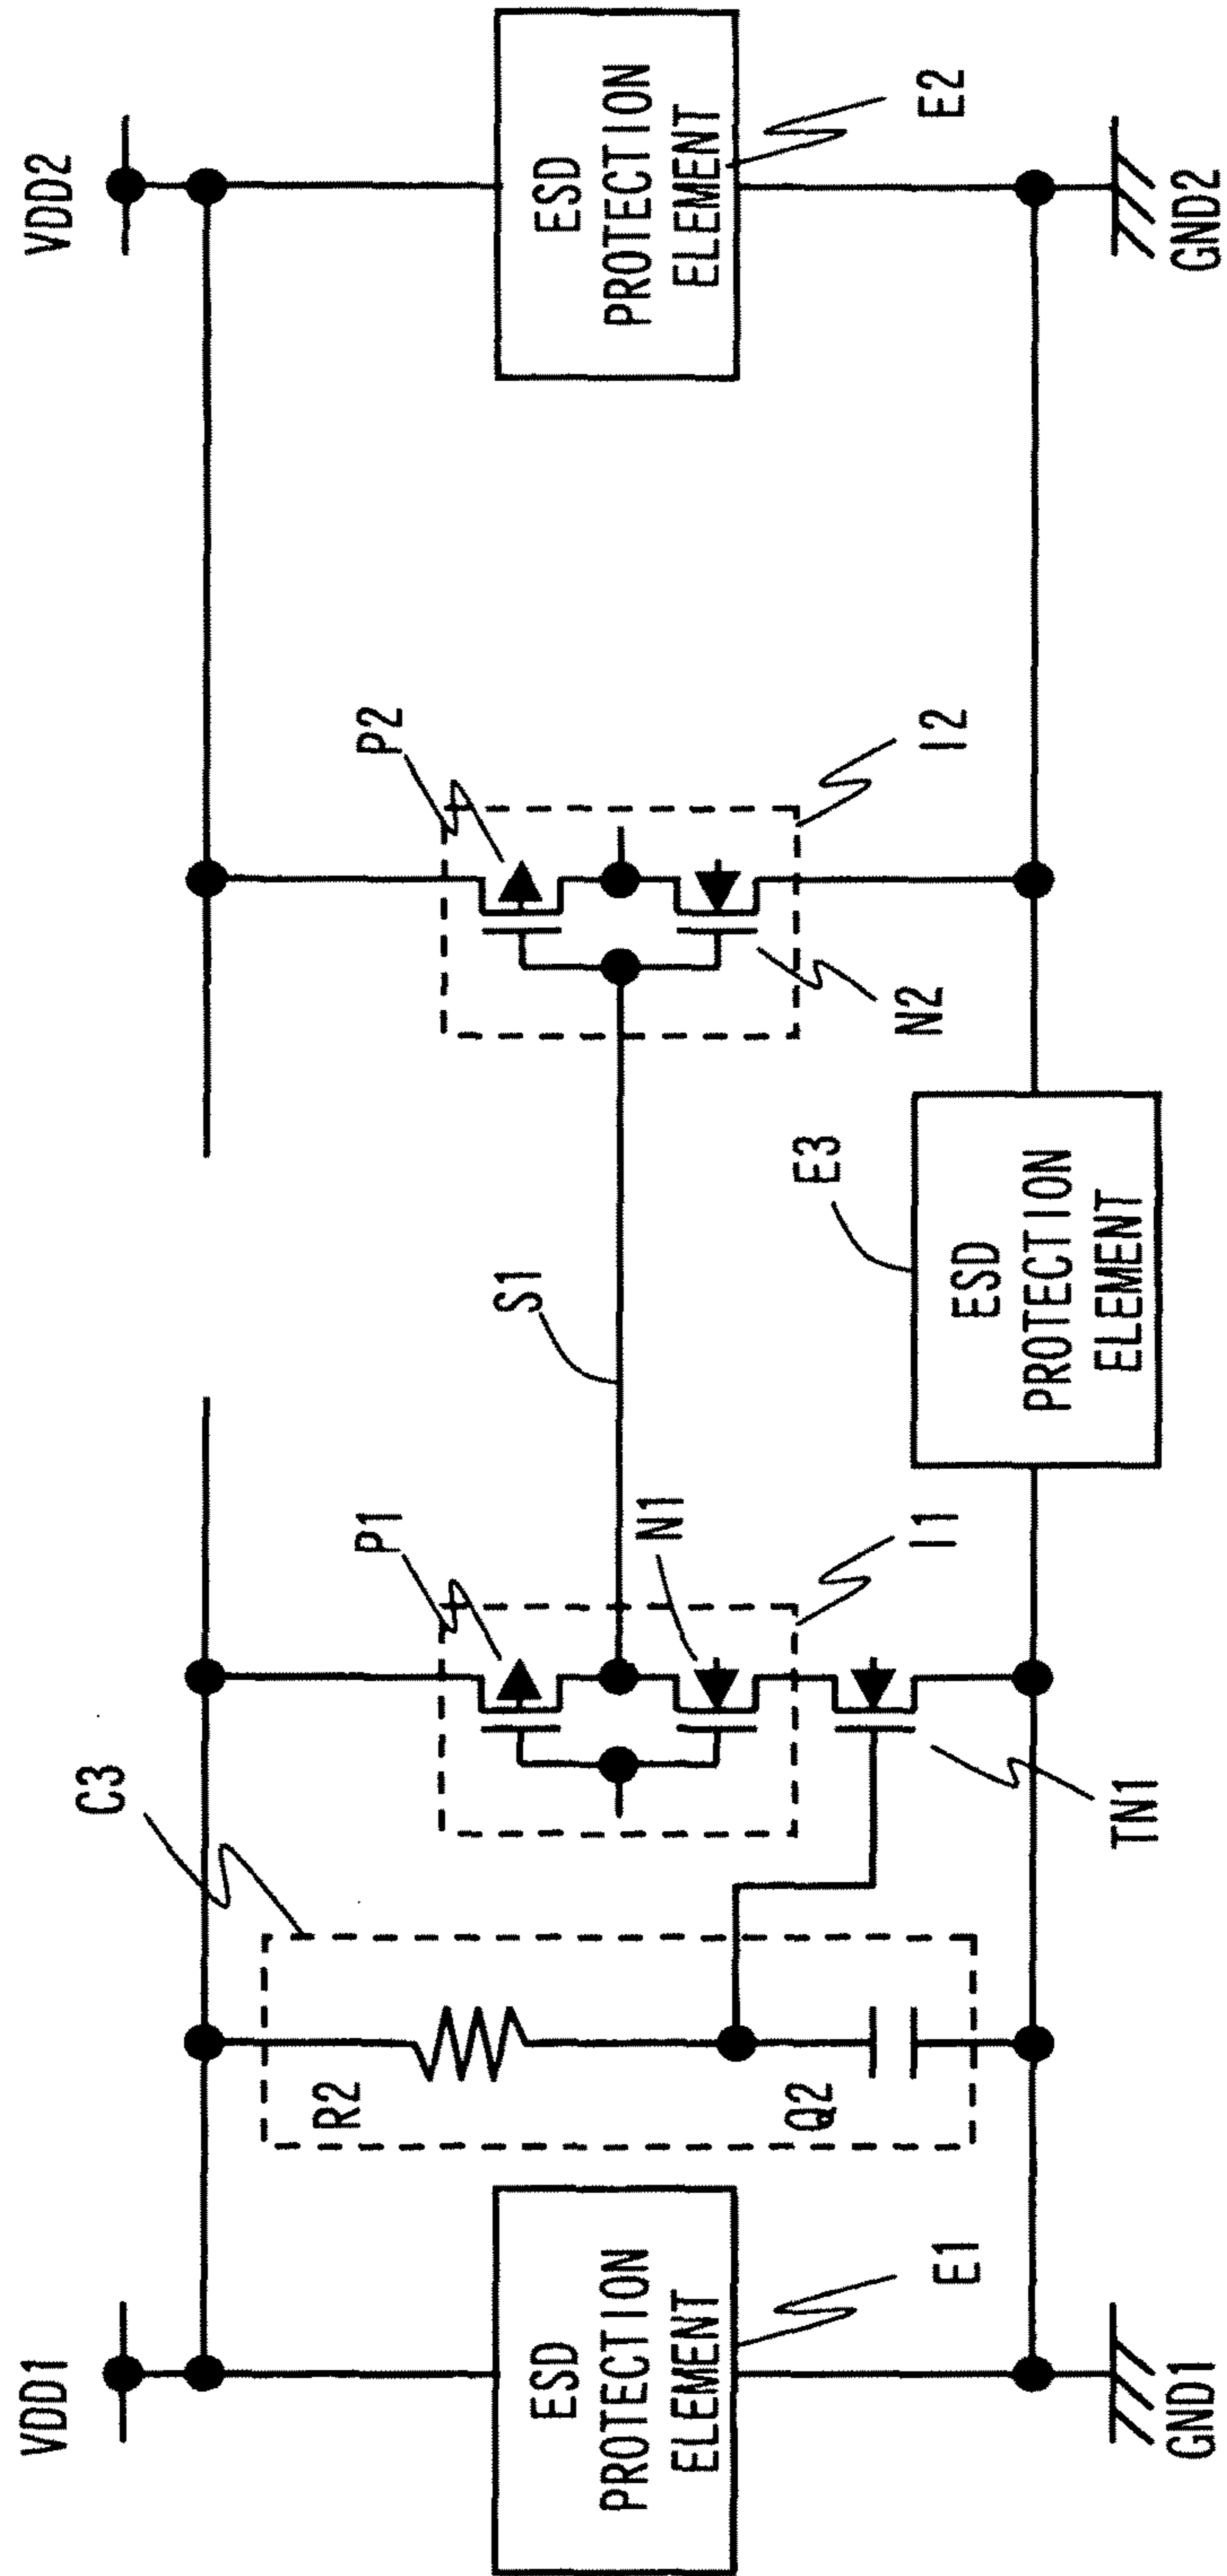 VDD1
VDD2
C3
P1
P2
R2
S1
ESD
PROTECTION
ELEMENT
N1
ESD
PROTECTION
ELEMENT
Q2
E3
N2
I1
I2
E1
E2
TN1
ESD
PROTECTION
ELEMENT
GND1
GND2